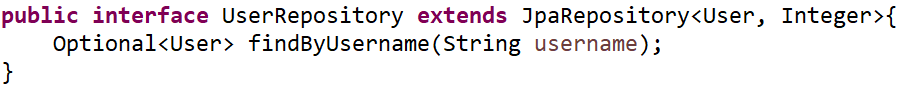 public interface UserRepository extends JpaRepository<User, Integer>{
    Optional<User> findByUsername(String username);
}